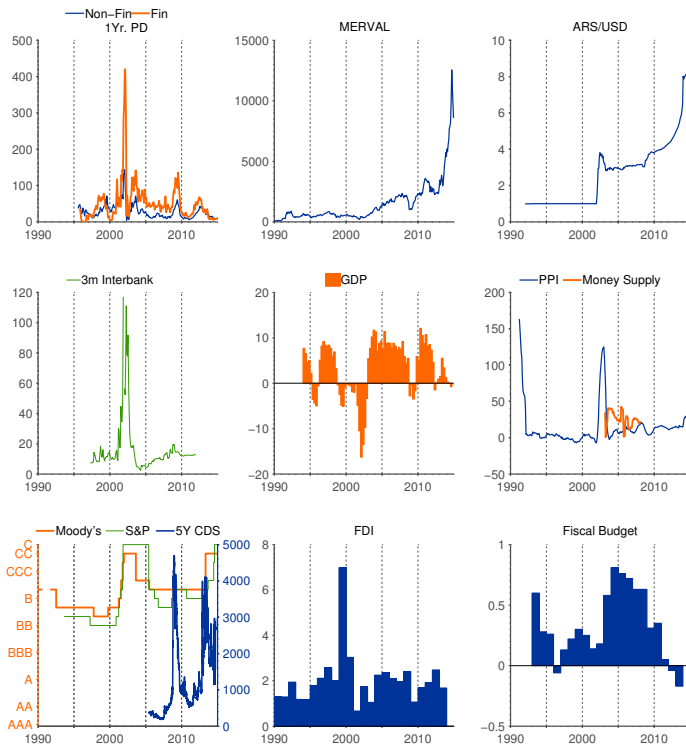 Non−Fin Fin
1Yr. PD
500
400
300
200
100
0
1990 2000 2010
MERVAL
15000
5000
0
1990 2000 2010
ARS/USD
10
8
6
4
2
0
1990 2000 2010
3m Interbank
120
100
80
60
40
20
0
1990 2000 2010
GDP
20
10
0
−10
−20
1990 2000 2010
PPI Money Supply
200
150
100
50
0
−50
1990 2000 2010
Moody's S&P 5Y CDS
C
CC
CCC
B
BB
BBB
A
AA
AAA
5000
4000
3000
2000
1000
0
1990 2000 2010
FDI
8
6
4
2
0
1990 2000 2010
Fiscal Budget
1
0.5
0
−0.5
1990 2000 2010